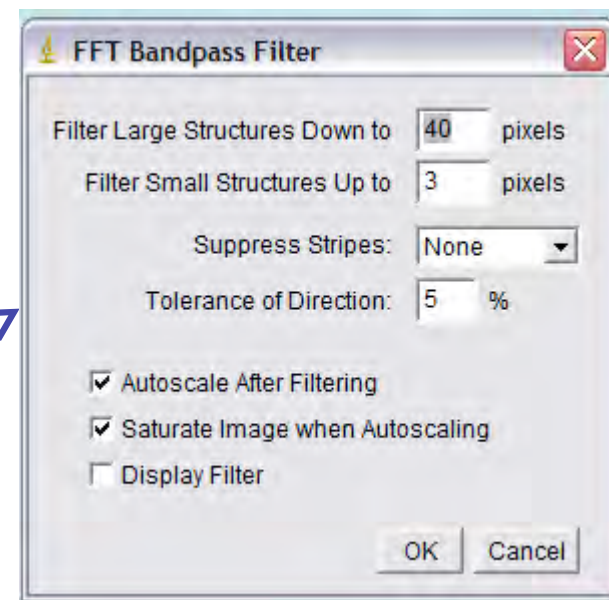 FFT Bandpass Filter
Filter Large Structures Down to 40 pixels
Filter Small Structures Up to 3 pixels
Suppress Stripes: None
Tolerance of Direction: 5 %
Autoscale After Filtering
Saturate Image when Autoscaling
Display Filter
OK Cancel